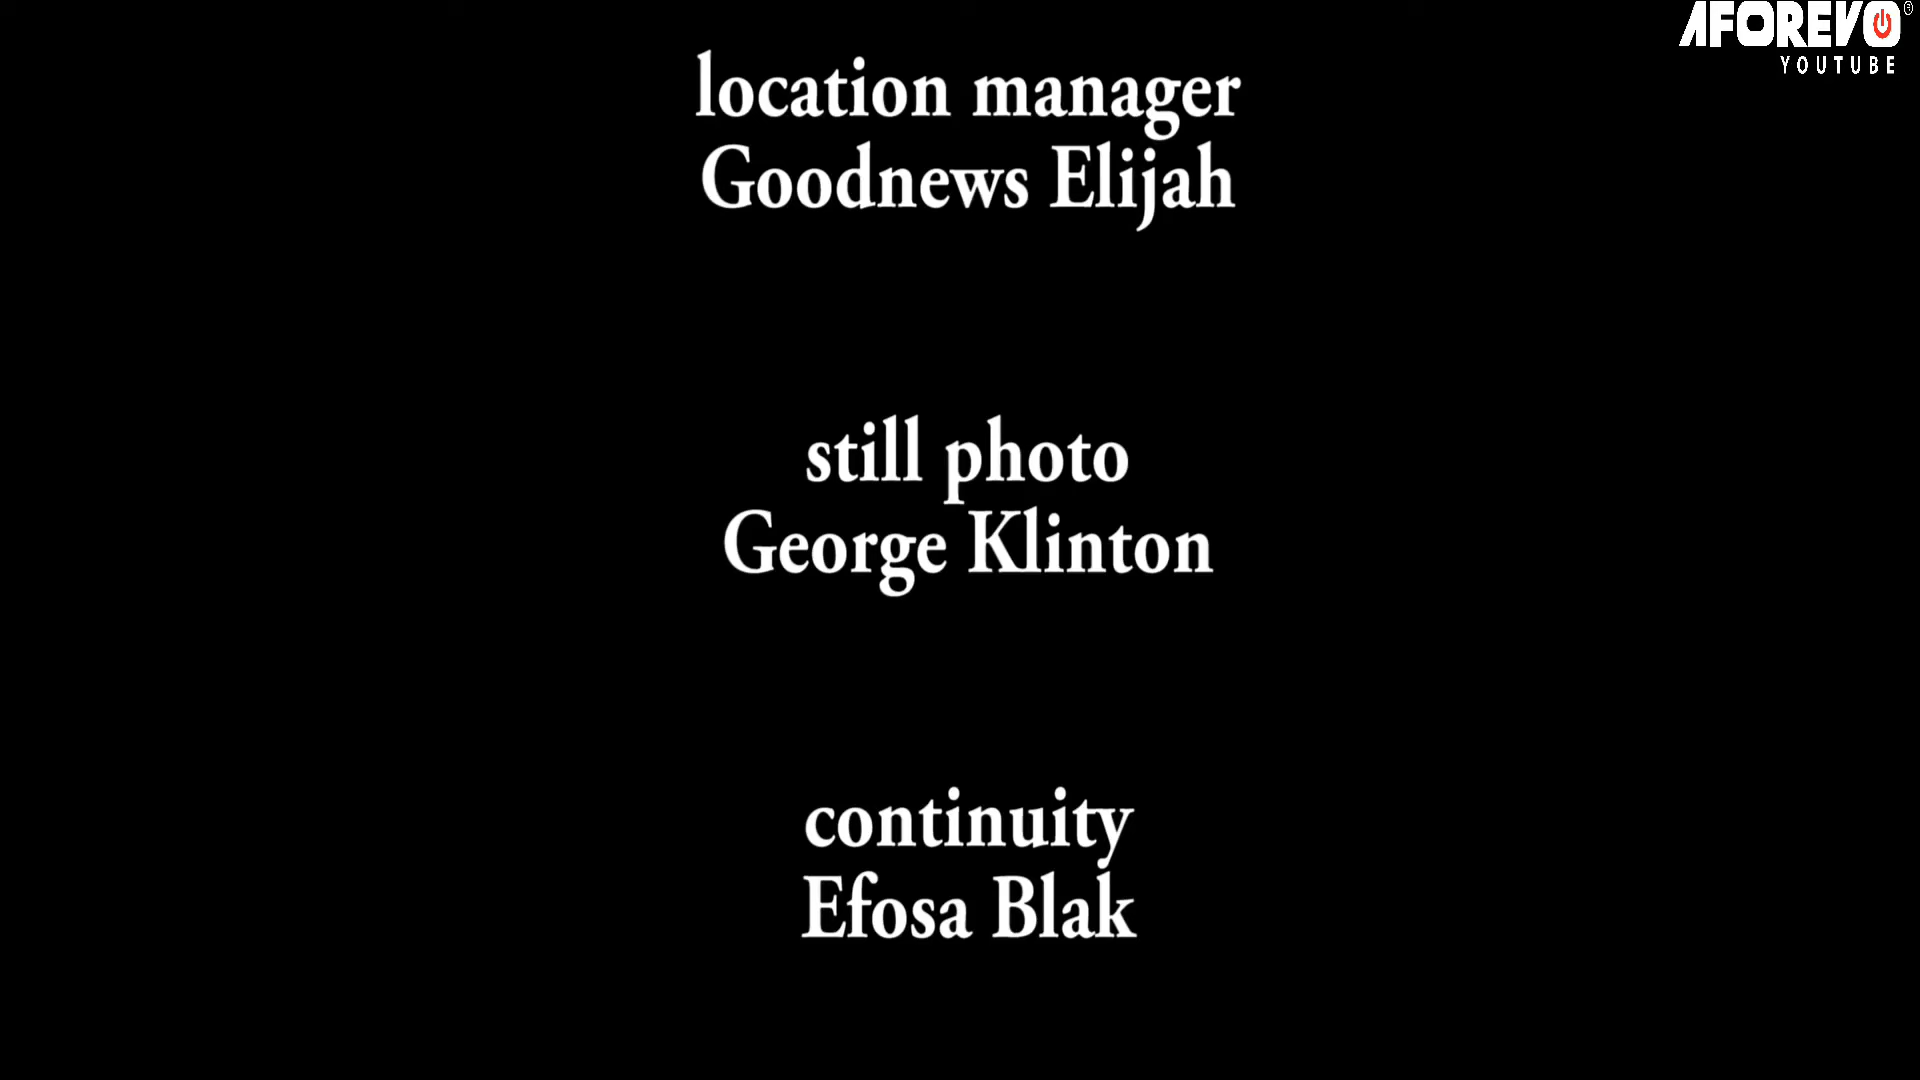 AFOREVO
YOUTUBE
location manager
Goodnews Elijah
still photo
George Klinton
continuity
Efosa Blak